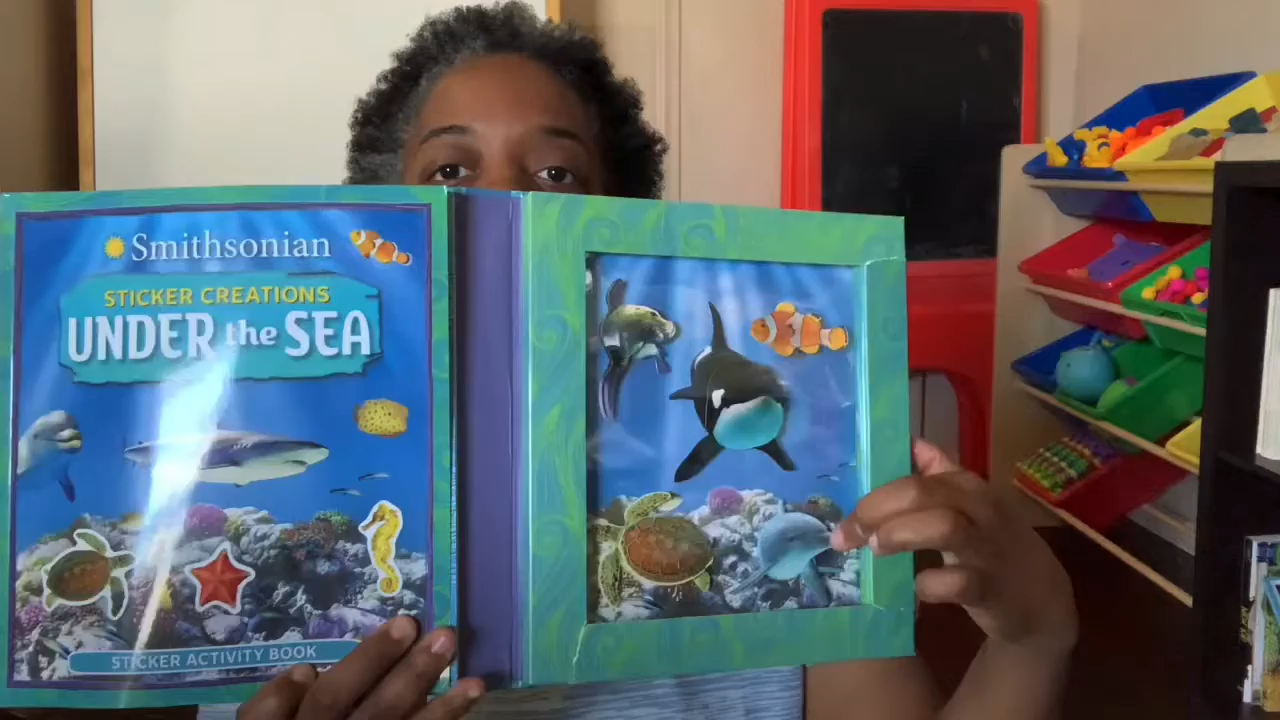 Smithsonian
STICKER CREATIONS
UNDER the SEA
STICKER ACTIVITY BOOK